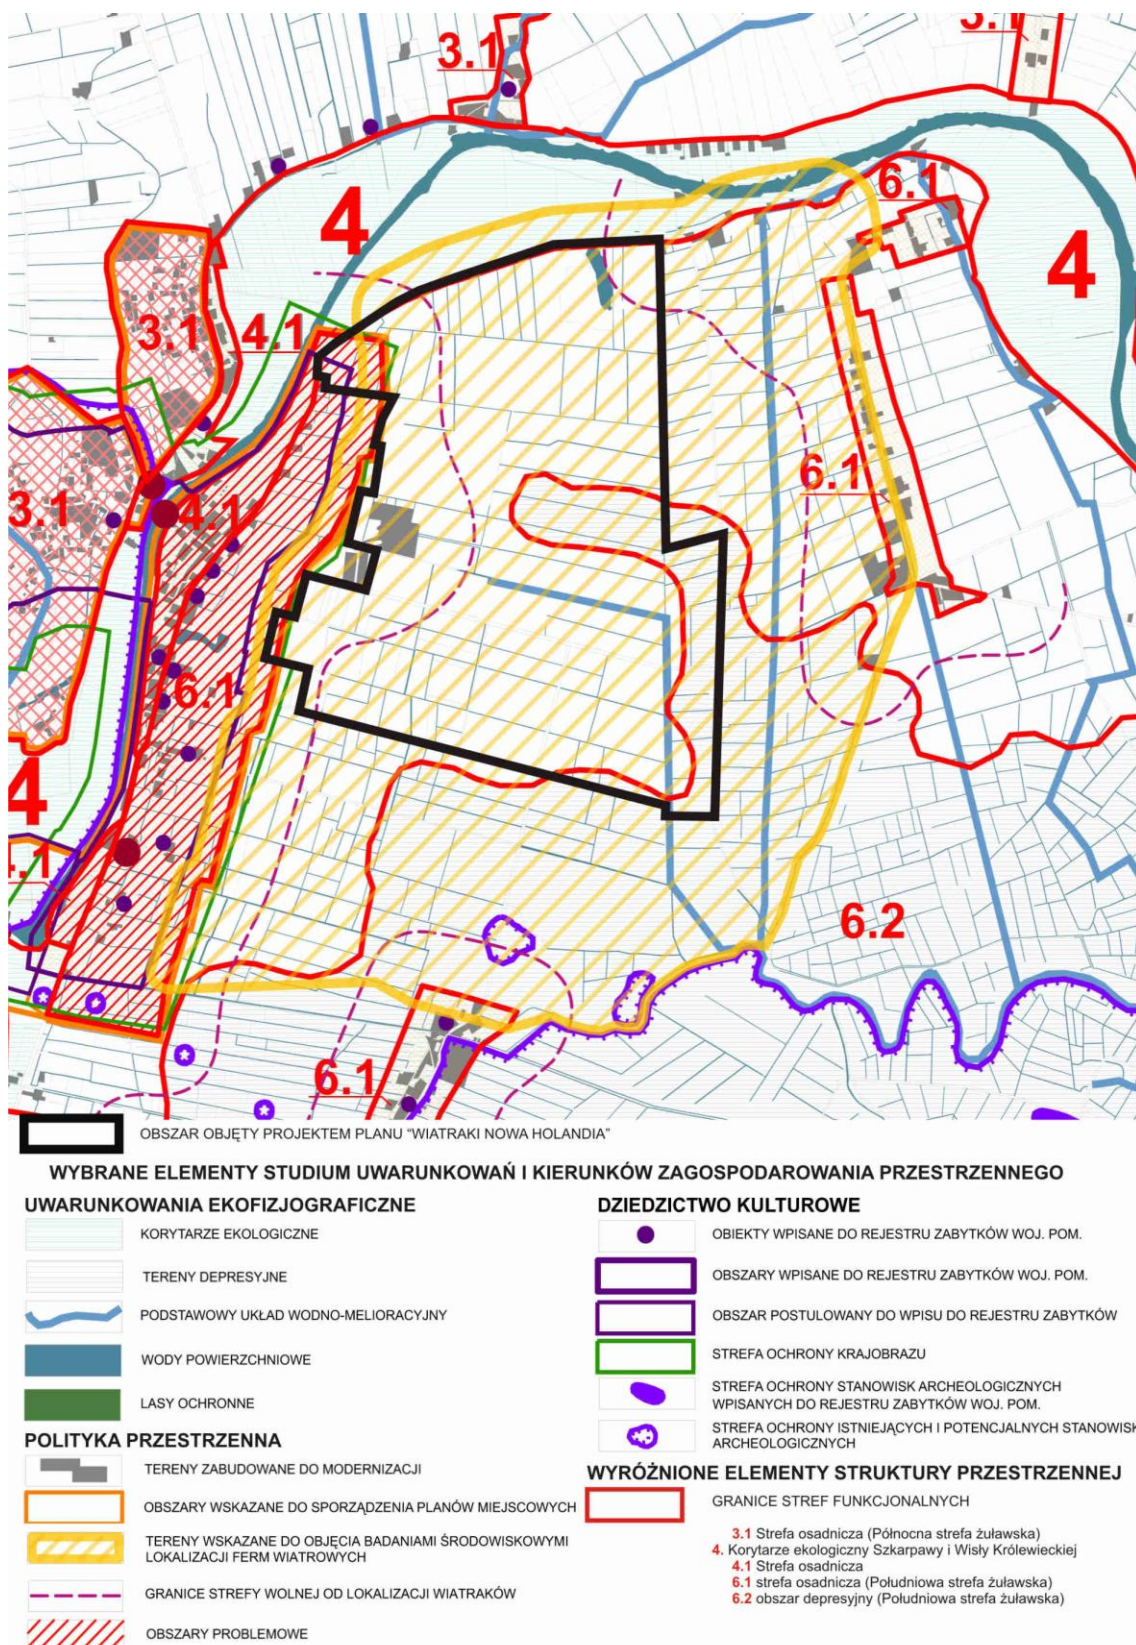 3.1
3.1
4
6.1
4
3.1
4.1
6.1
3.1
4.1
6.1
4
4.1
6.2
6.1
OBSZAR OBJĘTY PROJEKTEM PLANU "WIATRAKI NOWA HOLANDIA"
WYBRANE ELEMENTY STUDIUM UWARUNKOWAŃ I KIERUNKÓW ZAGOSPODAROWANIA PRZESTRZENNEGO
UWARUNKOWANIA EKOFIZJOGRAFICZNE
KORYTARZE EKOLOGICZNE
TERENY DEPRESYJNE
PODSTAWOWY UKŁAD WODNO-MELIORACYJNY
WODY POWIERZCHNIOWE
LASY OCHRONNE
POLITYKA PRZESTRZENNA
TERENY ZABUDOWANE DO MODERNIZACJI
OBSZARY WSKAZANE DO SPORZĄDZENIA PLANÓW MIEJSCOWYCH
TERENY WSKAZANE DO OBJĘCIA BADANIAMI ŚRODOWISKOWYMI
LOKALIZACJI FERM WIATROWYCH
GRANICE STREFY WOLNEJ OD LOKALIZACJI WIATRAKÓW
OBSZARY PROBLEMOWE
DZIEDZICTWO KULTUROWE
OBIEKTY WPISANE DO REJESTRU ZABYTKÓW WOJ. POM.
OBSZARY WPISANE DO REJESTRU ZABYTKÓW WOJ. POM.
OBSZAR POSTULOWANY DO WPISU DO REJESTRU ZABYTKÓW
STREFA OCHRONY KRAJOBRAZU
STREFA OCHRONY STANOWISK ARCHEOLOGICZNYCH
WPISANYCH DO REJESTRU ZABYTKÓW WOJ. POM.
STREFA OCHRONY ISTNIEJĄCYCH I POTENCJALNYCH STANOWISK
ARCHEOLOGICZNYCH
WYRÓŻNIONE ELEMENTY STRUKTURY PRZESTRZENNEJ
GRANICE STREF FUNKCJONALNYCH
3.1 Strefa osadnicza (Północna strefa żuławska)
4. Korytarze ekologiczny Szkarpawy i Wisły Królewieckiej
4.1 Strefa osadnicza
6.1 strefa osadnicza (Południowa strefa żuławska)
6.2 obszar depresyjny (Południowa strefa żuławska)